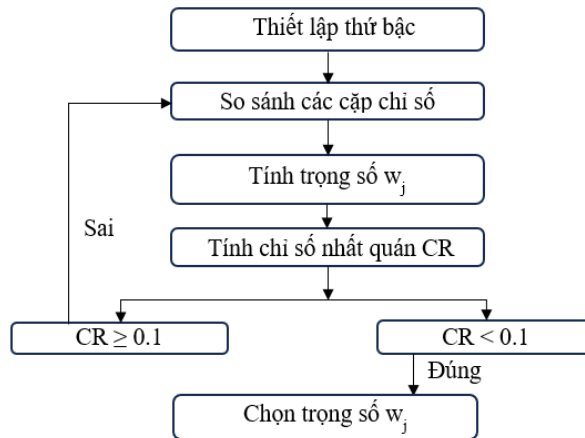 Thiết lập thứ bậc
So sánh các cặp chỉ số
Tính trọng số wj
Sai
Tính chỉ số nhất quán CR
CR ≥ 0.1
CR < 0.1
Đúng
Chọn trọng số wj